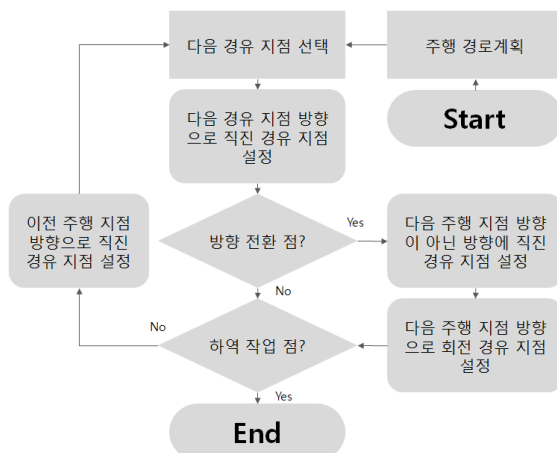 다음 경유 지점 선택
주행 경로계획
Start
다음 경유 지점 방향
으로 직진 경유 지점
설정
이전 주행 지점
방향으로 직진
경유 지점 설정
방향 전환 점?
Yes
다음 주행 지점 방향
이 아닌 방향에 직진
경유 지점 설정
No
No
하역 작업 점?
다음 주행 지점 방향
으로 회전 경유 지점
설정
Yes
End